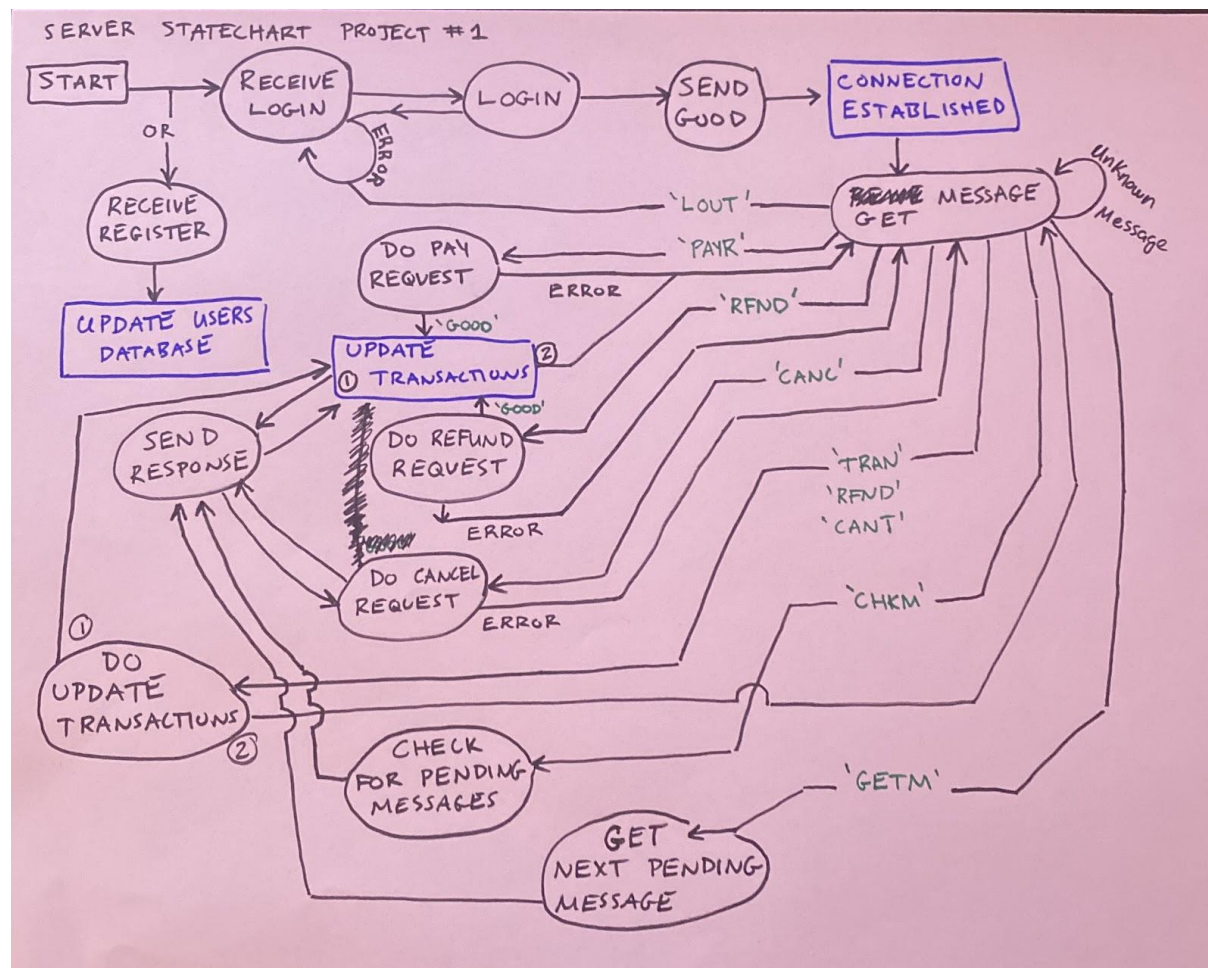 SERVER STATECHART PROJECT #1
START
OR
RECEIVE
LOGIN
ERROR
LOGIN
SEND
GOOD
CONNECTION
ESTABLISHED
RECEIVE
REGISTER
UPDATE USERS
DATABASE
MESSAGE
GET
Unknown
Message
'LOUT'
'PAYR'
DO PAY
REQUEST
ERROR
'GOOD'
'RFND'
UPDATE
② 
① TRANSACTIONS
'GOOD'
'CANC'
SEND
RESPONSE
DO REFUND
REQUEST
ERROR
'TRAN'
'RFND'
'CANT'
DO CANCEL
REQUEST
ERROR
'CHKM'
①
DO
UPDATE
TRANSACTIONS
②
CHECK
FOR PENDING
MESSAGES
'GETM'
GET
NEXT PENDING
MESSAGE